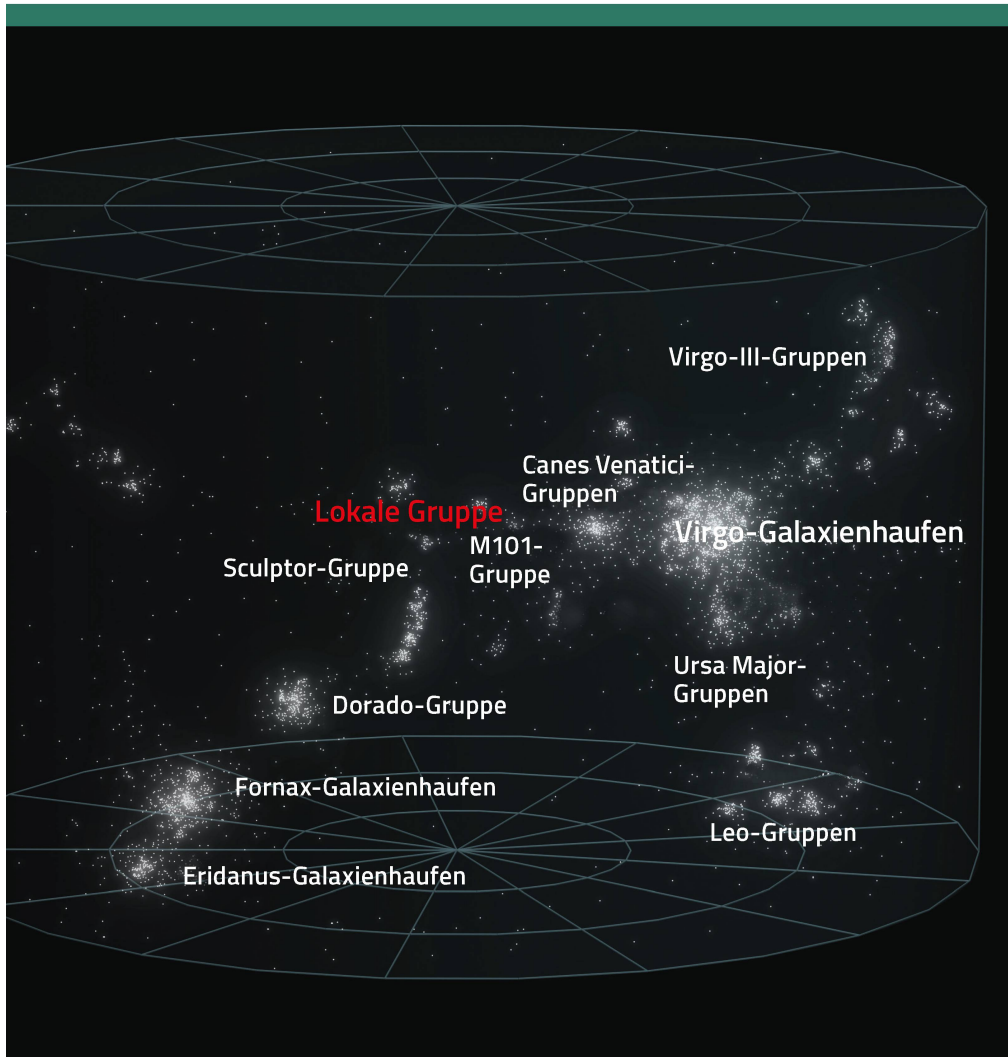 Virgo-III-Gruppen
Canes Venatici-
Gruppen
Lokale Gruppe
Virgo-Galaxienhaufen
M101-
Gruppe
Sculptor-Gruppe
Ursa Major-
Gruppen
Dorado-Gruppe
Fornax-Galaxienhaufen
Leo-Gruppen
Eridanus-Galaxienhaufen